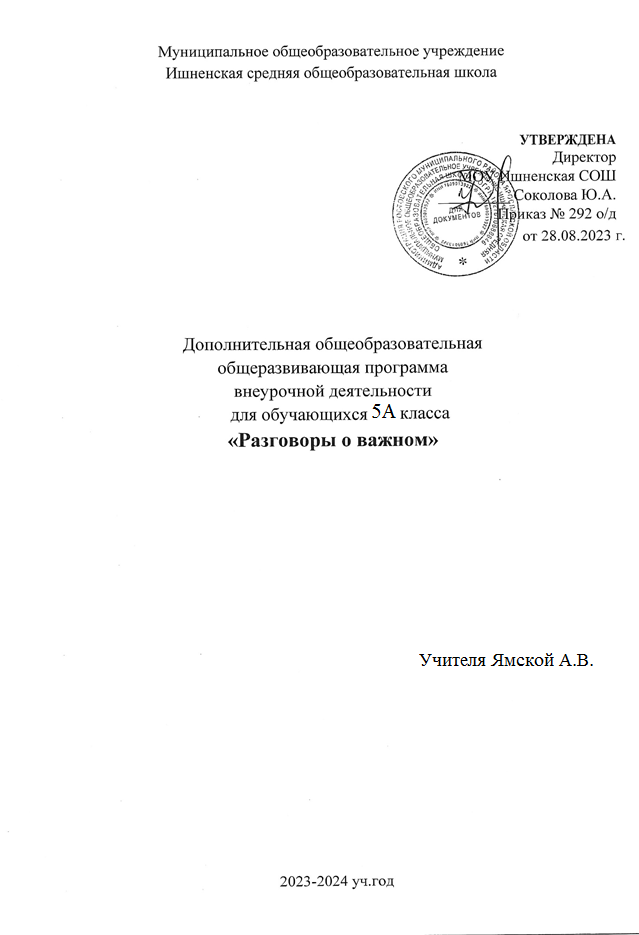 Муниципальное общеобразовательное учреждение
Ишненская средняя общеобразовательная школа
УТВЕРЖДЕНА
Директор
МОУ Ишненская СОШ
Соколова Ю.А.
Приказ № 292 о/д
от 28.08.2023 г.
ДЛЯ
ДОКУМЕНТОВ
Дополнительная общеобразовательная
общеразвивающая программа
внеурочной деятельности
для обучающихся 5А класса
«Разговоры о важном»
Учителя Ямской А.В.
2023-2024 уч.год